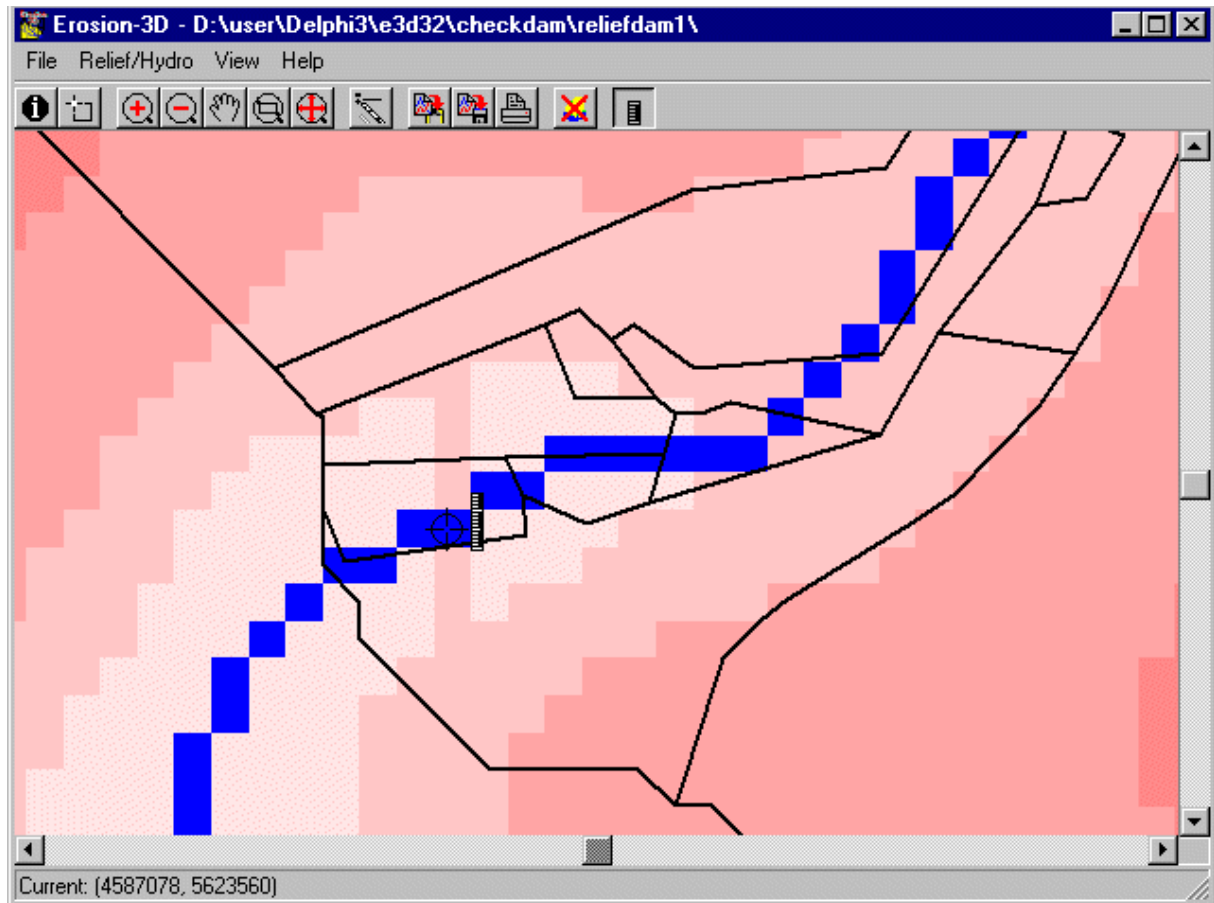 Erosion-3D - D:\user\Delphi3\e3d32\checkdam\reliefdam1\
File Relief/Hydro View Help
Current: (4587078, 5623560)